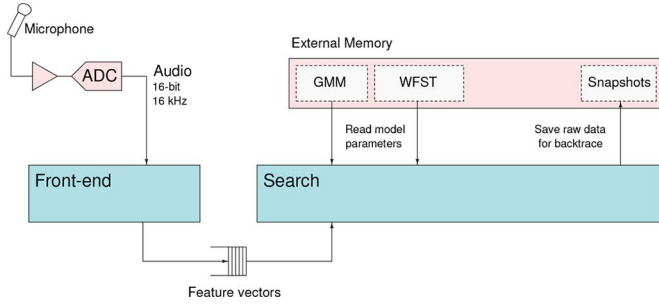 Microphone
ADC
Audio
16-bit
16 kHz
External Memory
GMM
WFST
Snapshots
Read model
parameters
Save raw data
for backtrace
Front-end
Search
Feature vectors